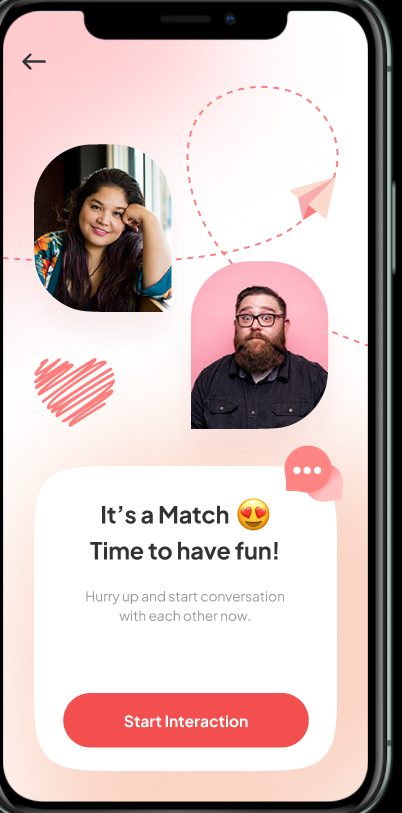 It’s a Match 😍
Time to have fun!
Hurry up and start conversation
with each other now.
Start Interaction